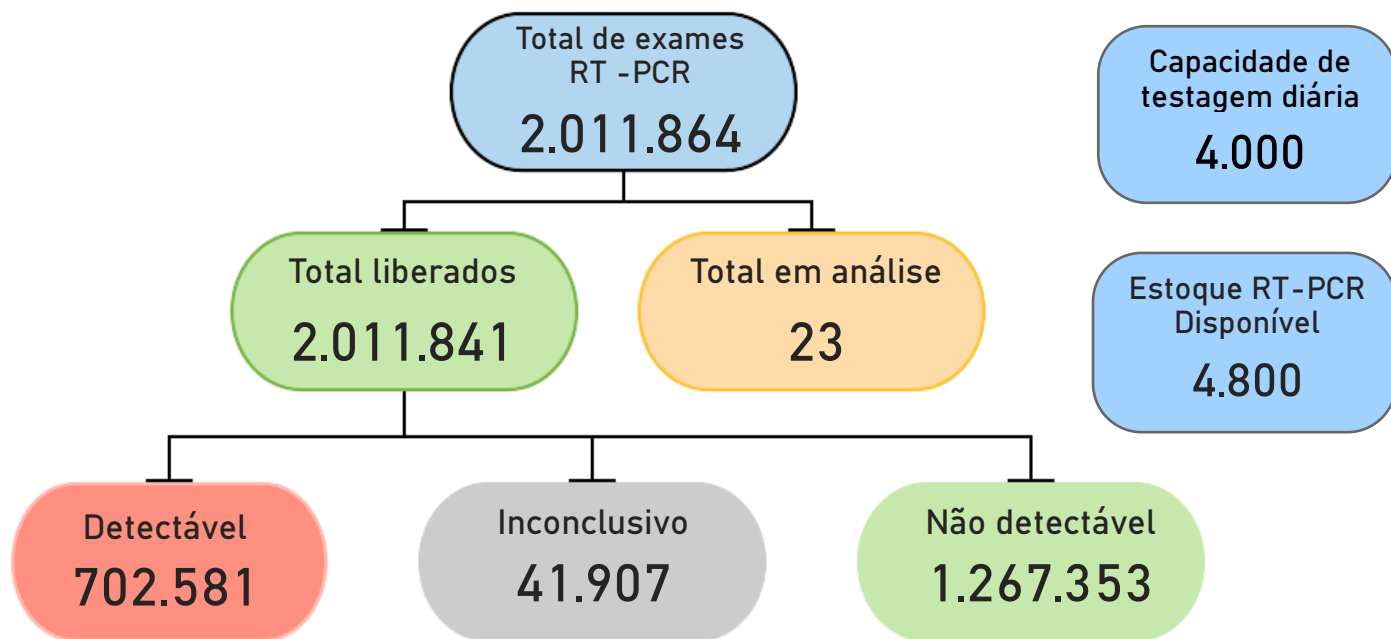 Total de exames
RT -PCR
2.011.864
Capacidade de
testagem diária
4.000
Total liberados
2.011.841
Total em análise
23
Estoque RT-PCR
Disponível
4.800
Detectável
702.581
Inconclusivo
41.907
Não detectável
1.267.353